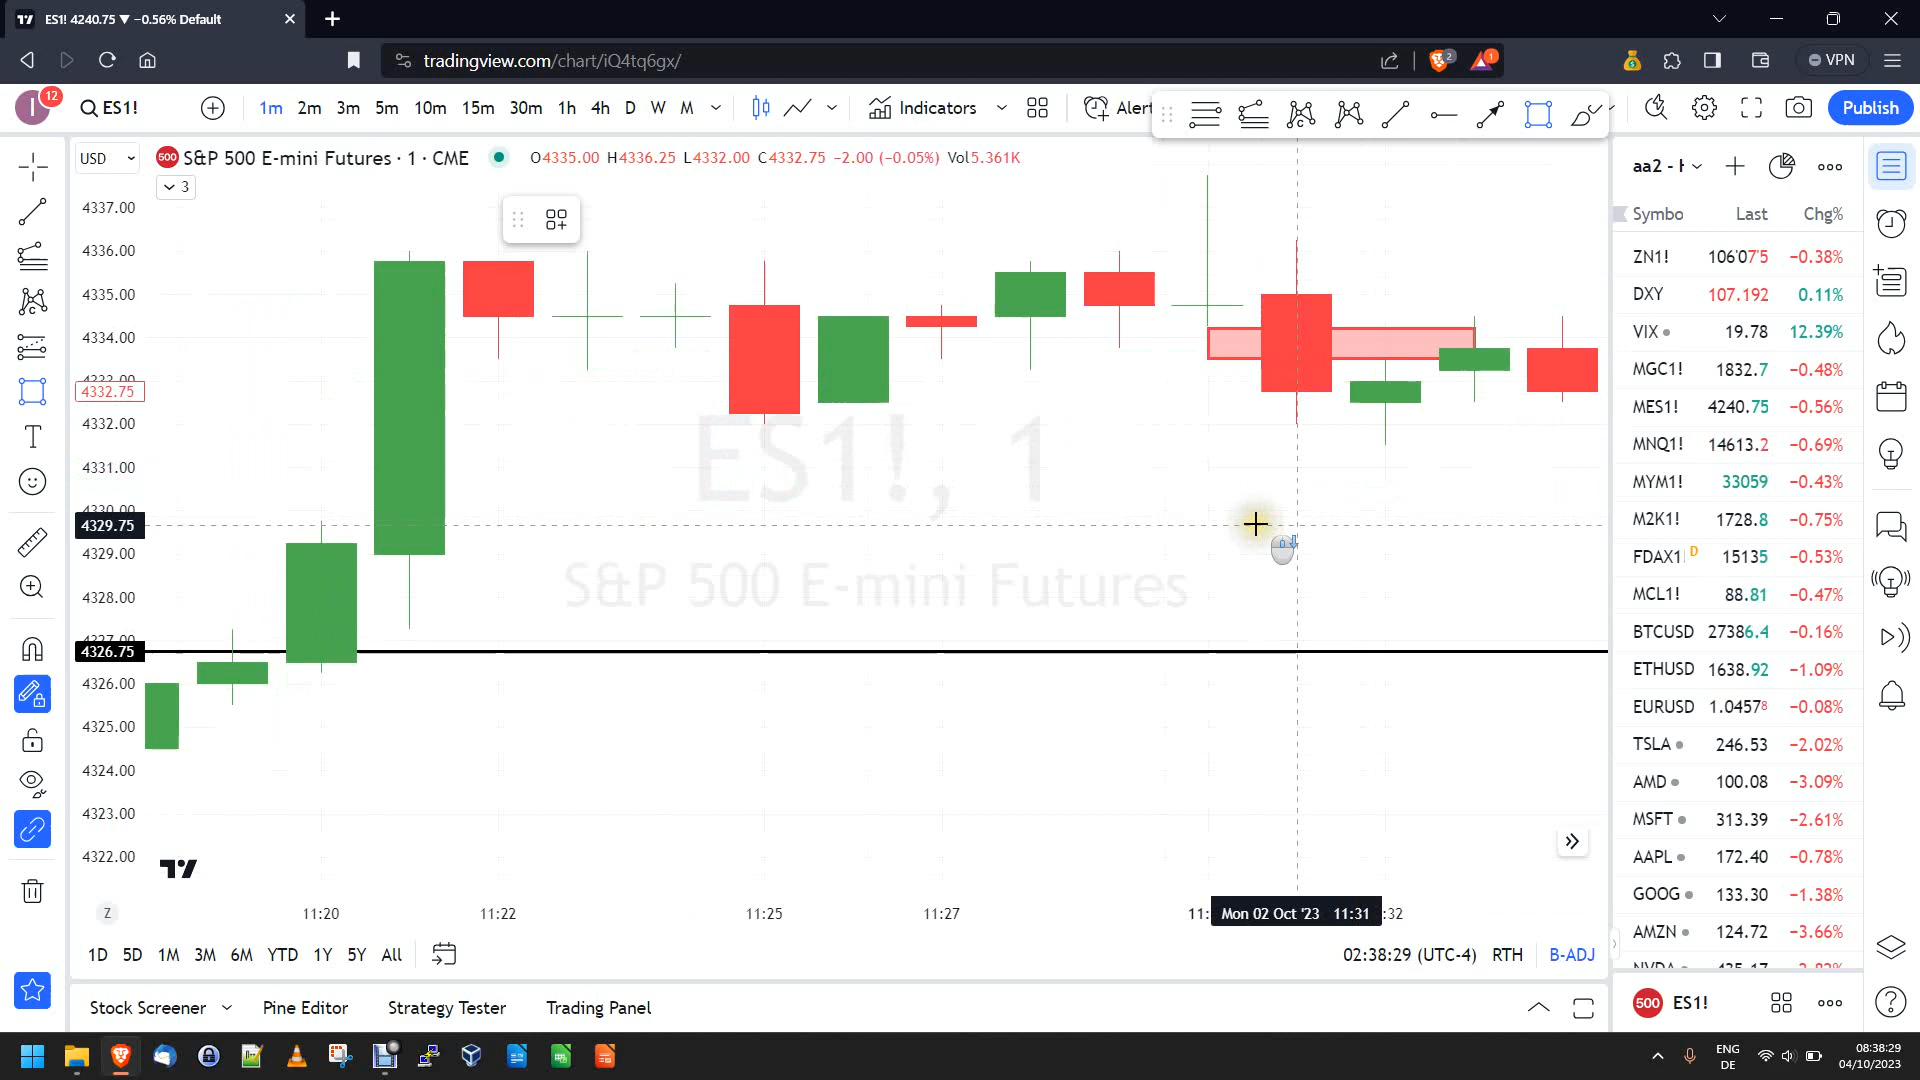 ES1! 4240.75 ▼ −0.56% Default
tradingview.com/chart/iQ4tq6gx/
2
1
VPN
I
12
ES1!
1m 2m 3m 5m 10m 15m 30m 1h 4h D W M
Indicators
Alert
Publish
USD
500 S&P 500 E-mini Futures · 1 · CME
O4335.00 H4336.25 L4332.00 C4332.75 −2.00 (−0.05%) Vol5.361K
3
4337.00
4336.00
4335.00
4334.00
4332.75
4332.00
4331.00
4329.75
4329.00
4328.00
4326.75
4326.00
4325.00
4324.00
4323.00
4322.00
ES1!, 1
S&P 500 E-mini Futures
Z
11:20
11:22
11:25
11:27
11:
Mon 02 Oct '23 11:31
:32
1D 5D 1M 3M 6M YTD 1Y 5Y All
02:38:29 (UTC-4) RTH B-ADJ
Stock Screener
Pine Editor
Strategy Tester
Trading Panel
aa2 -
Symbo Last Chg%
ZN1! 106'07'5 −0.38%
DXY 107.192 0.11%
VIX 19.78 12.39%
MGC1! 1832.7 −0.48%
MES1! 4240.75 −0.56%
MNQ1! 14613.2 −0.69%
MYM1! 33059 −0.43%
M2K1! 1728.8 −0.75%
FDAX1 D 15135 −0.53%
MCL1! 88.81 −0.47%
BTCUSD 27386.4 −0.16%
ETHUSD 1638.92 −1.09%
EURUSD 1.04578 −0.08%
TSLA 246.53 −2.02%
AMD 100.08 −3.09%
MSFT 313.39 −2.61%
AAPL 172.40 −0.78%
GOOG 133.30 −1.38%
AMZN 124.72 −3.66%
500 ES1!
ENG
DE
08:38:29
04/10/2023